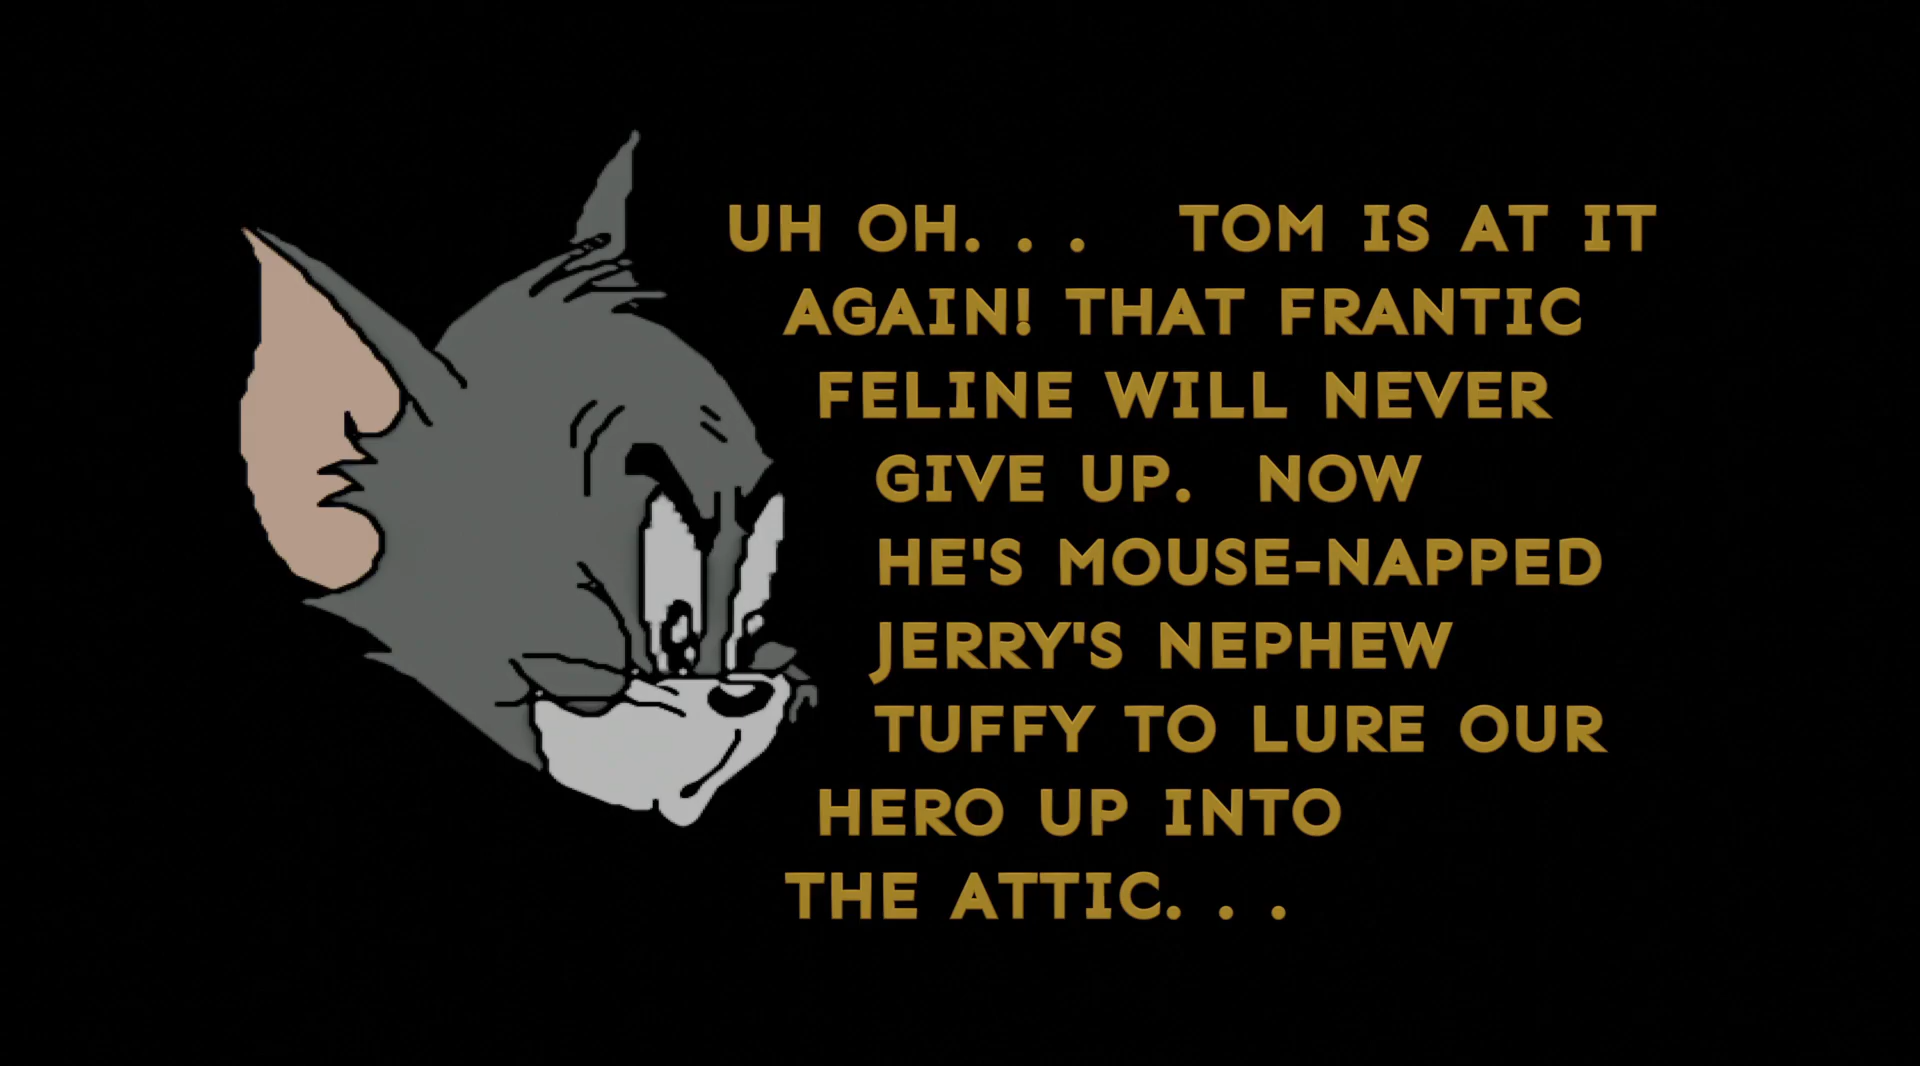 UH OH. . .   TOM IS AT IT
AGAIN! THAT FRANTIC
FELINE WILL NEVER
GIVE UP.  NOW
HE'S MOUSE-NAPPED
JERRY'S NEPHEW
TUFFY TO LURE OUR
HERO UP INTO
THE ATTIC. . .